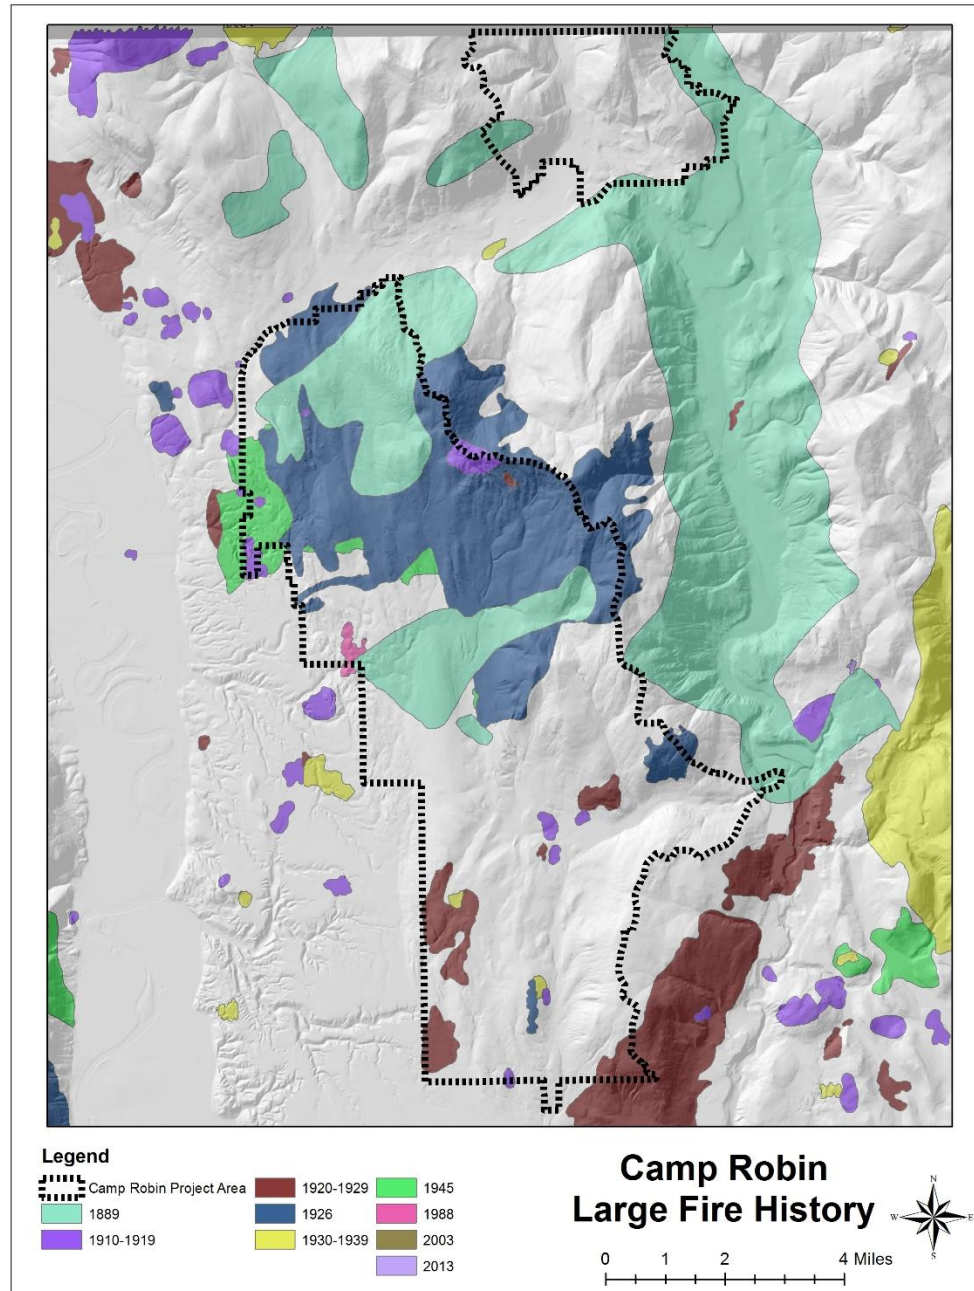 Legend
Camp Robin Project Area
1889
1910-1919
1920-1929
1926
1930-1939
1945
1988
2003
2013
Camp Robin
Large Fire History
N
W E
S
0 1 2 4 Miles